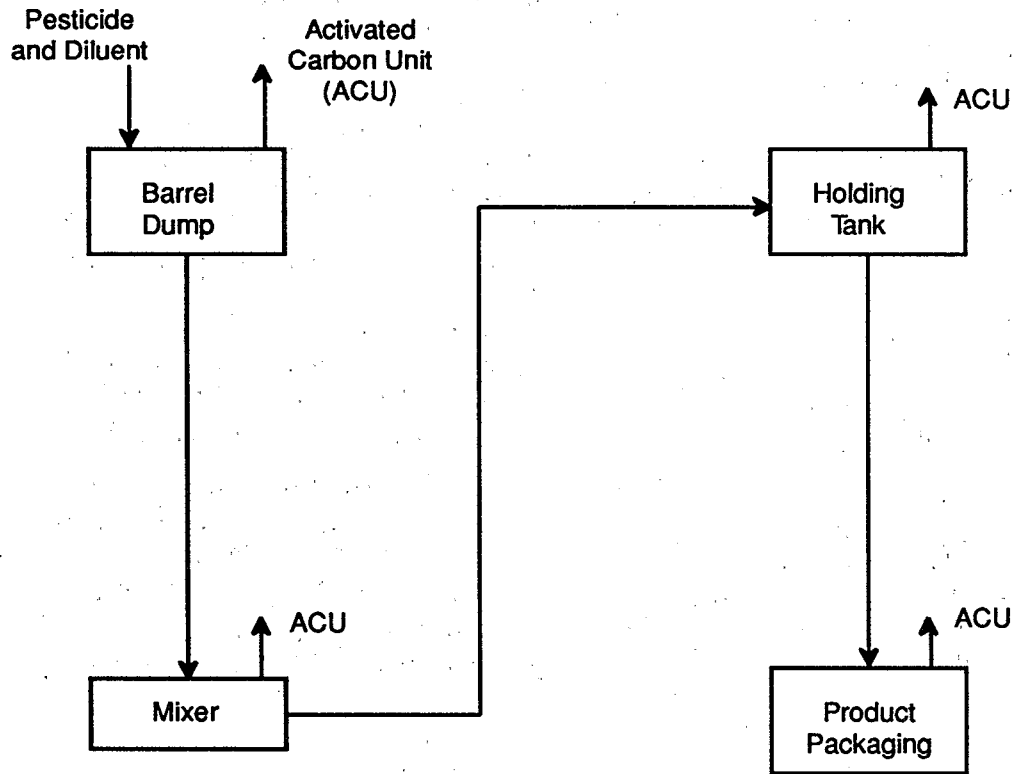 Pesticide
and Diluent
Activated
Carbon Unit
(ACU)
ACU
Barrel
Dump
Holding
Tank
ACU
ACU
Mixer
Product
Packaging